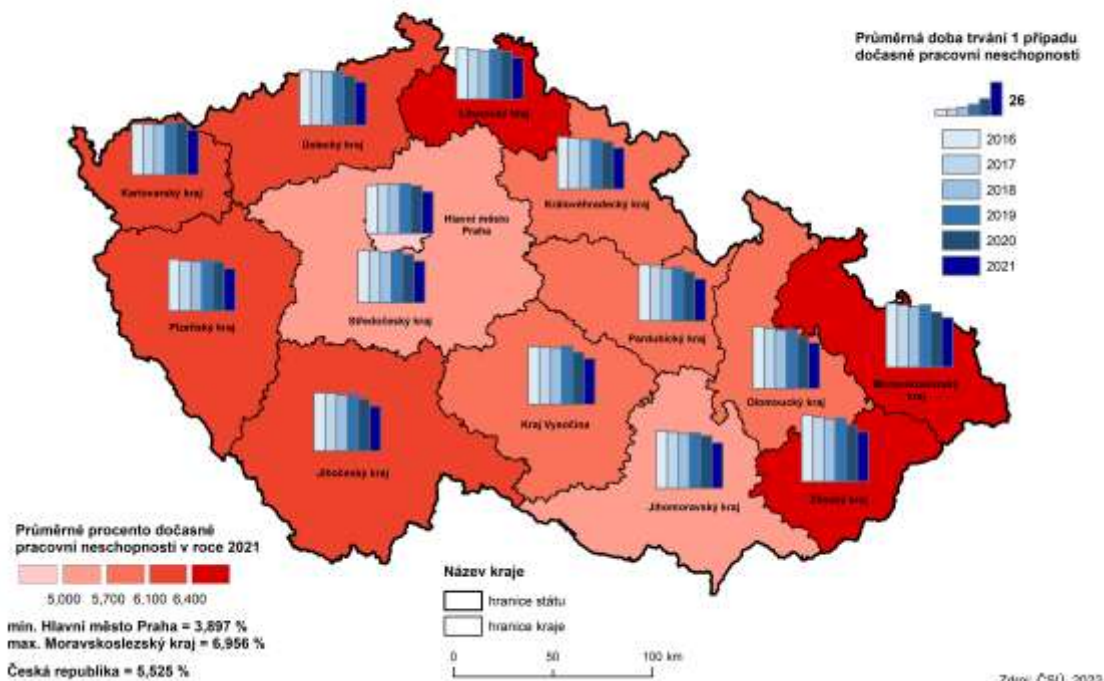 Průměrná doba trvání 1 případu
dočasné pracovní neschopnosti
26
2016
2017
2018
2019
2020
2021
Liberecký kraj
Ústecký kraj
Karlovarský kraj
Královéhradecký kraj
Hlavní město
Praha
Plzeňský kraj
Středočeský kraj
Pardubický kraj
Moravskoslezský
kraj
Olomoucký kraj
Kraj Vysočina
Jihočeský kraj
Zlínský kraj
Jihomoravský kraj
Průměrné procento dočasné
pracovní neschopnosti v roce 2021
5,000 5,700 6,100 6,400
min. Hlavní město Praha = 3,897 %
max. Moravskoslezský kraj = 6,956 %
Česká republika = 5,525 %
Název kraje
hranice státu
hranice kraje
0 50 100 km
Zdroj: ČSÚ, 2022